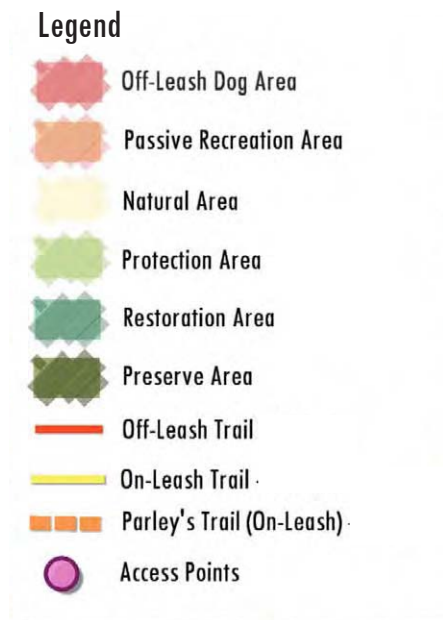 Legend
Off-Leash Dog Area
Passive Recreation Area
Natural Area
Protection Area
Restoration Area
Preserve Area
Off-Leash Trail
On-Leash Trail
Parley's Trail (On-Leash)
Access Points